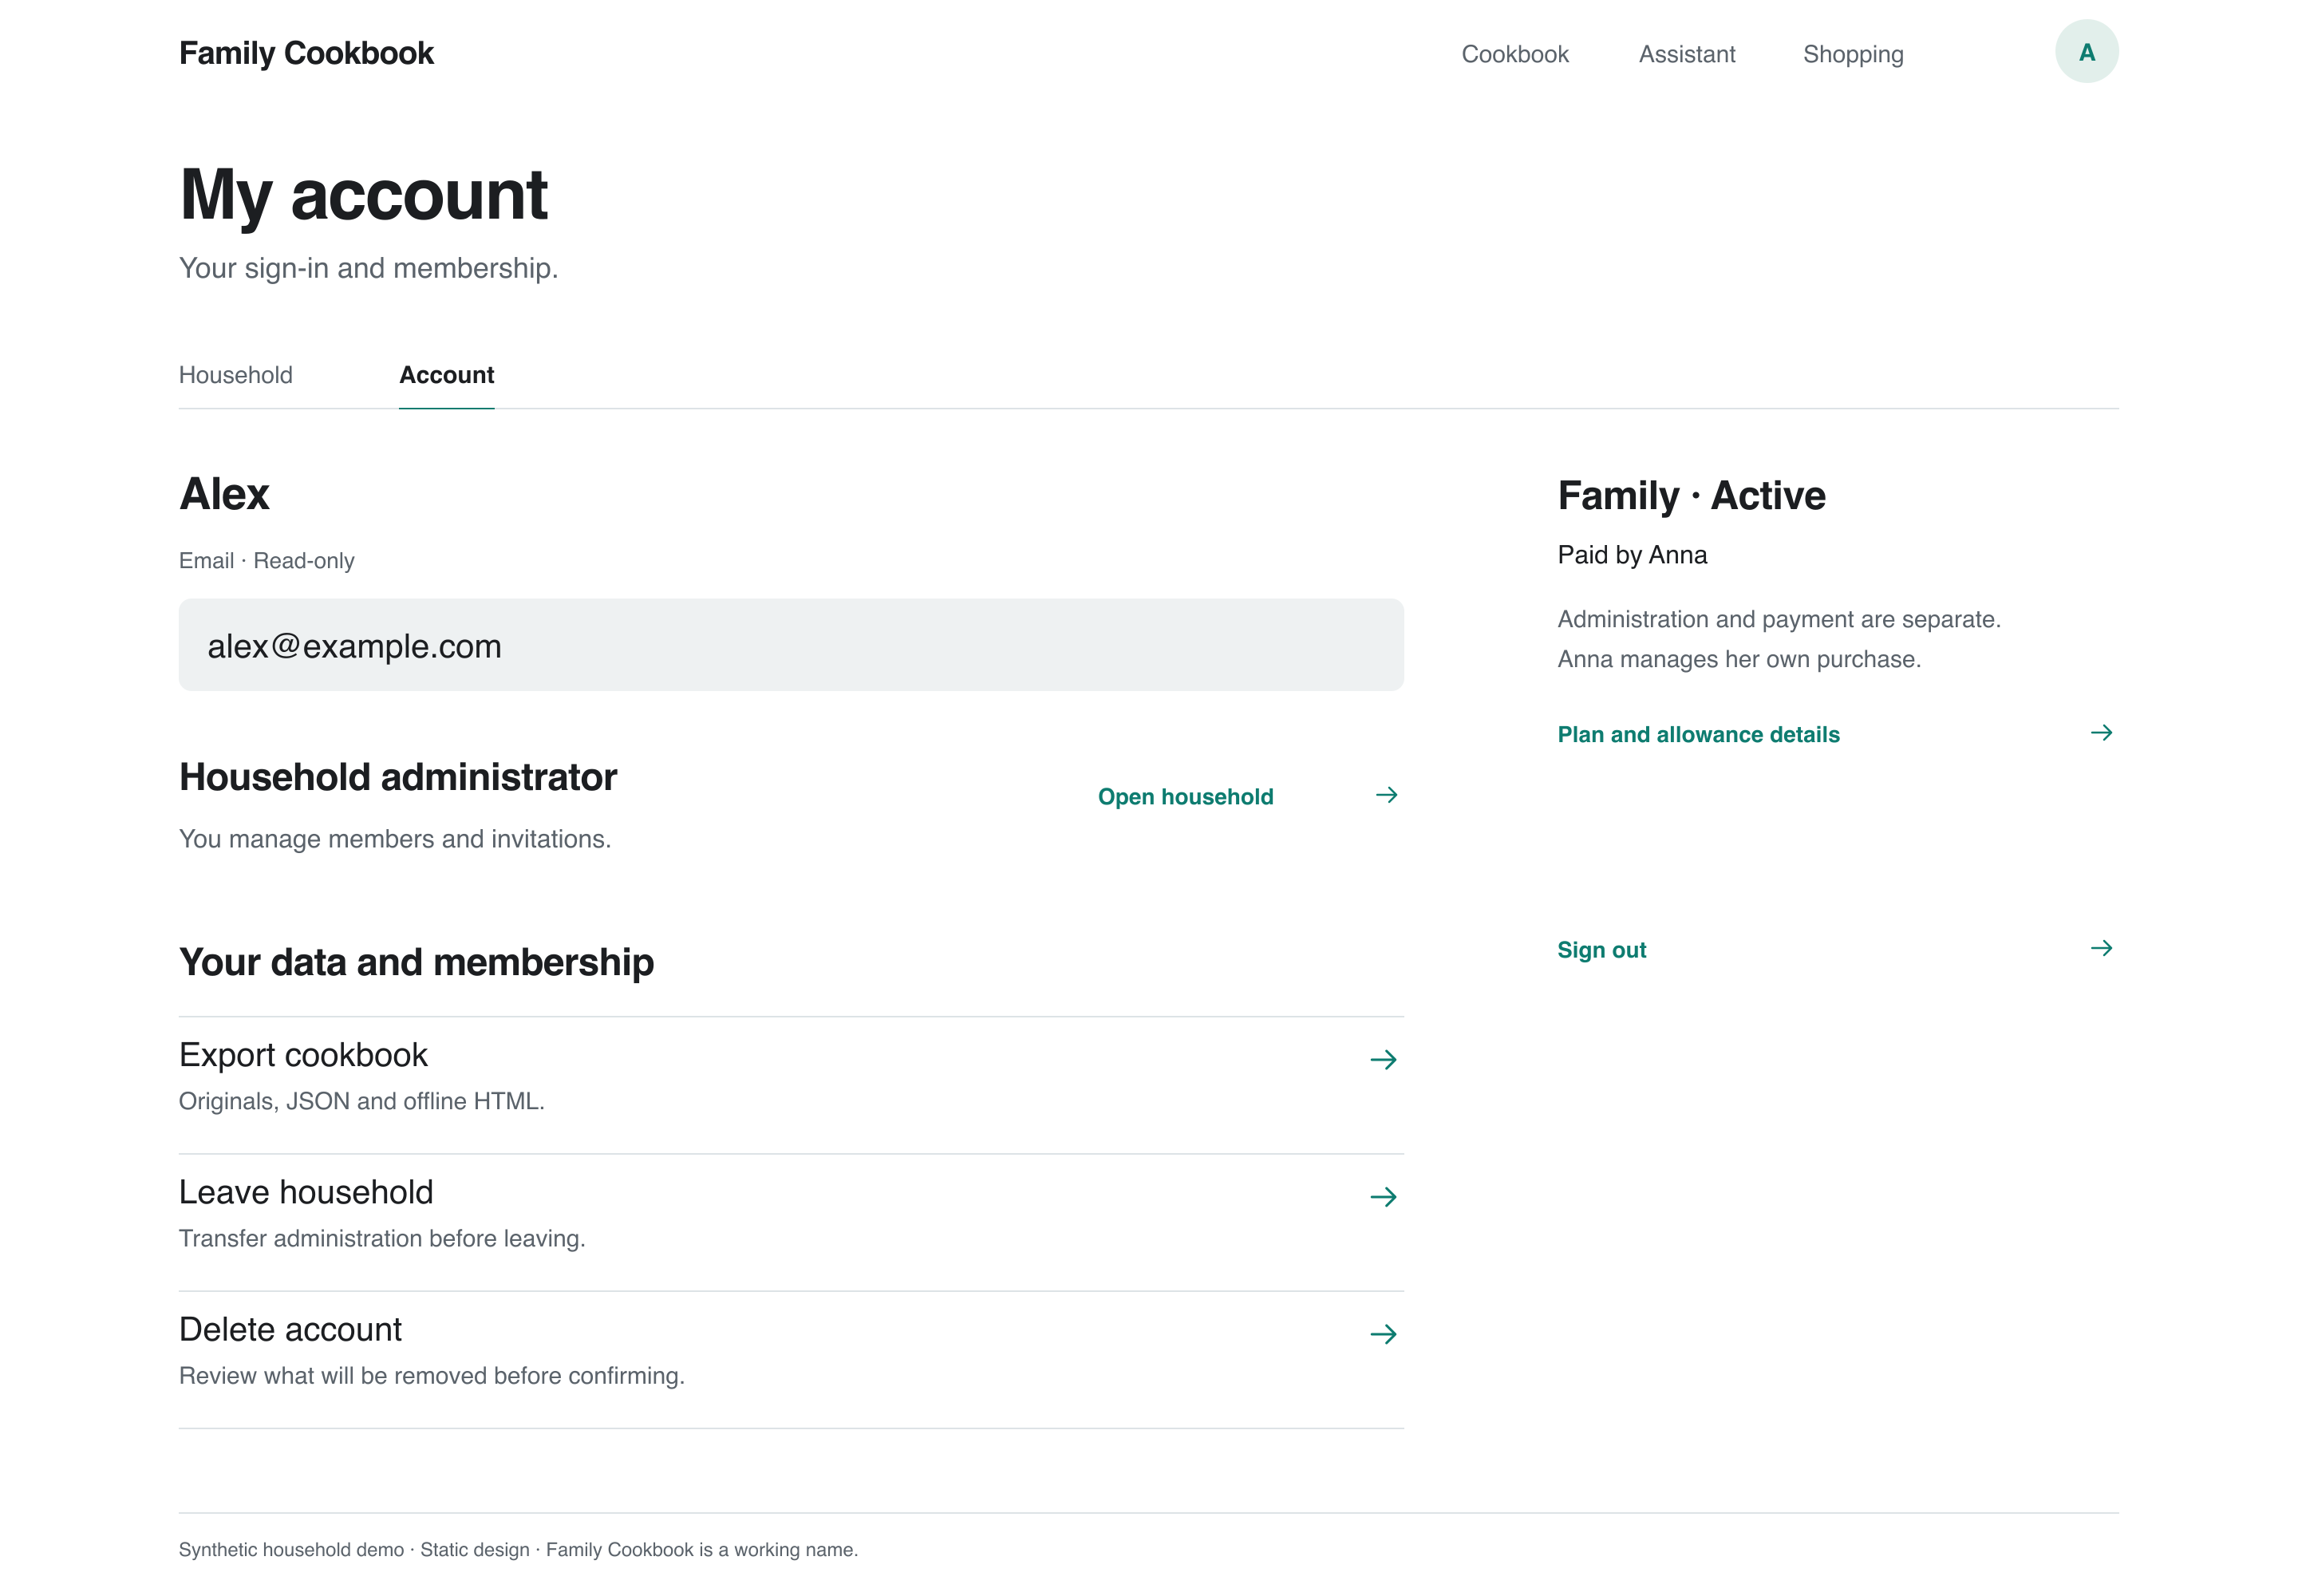 Family Cookbook
Cookbook
Assistant
Shopping
A
My account
Your sign-in and membership.
Household
Account
Alex
Email · Read-only
alex@example.com
Household administrator
You manage members and invitations.
Open household
Your data and membership
Export cookbook
Originals, JSON and offline HTML.
Leave household
Transfer administration before leaving.
Delete account
Review what will be removed before confirming.
Family · Active
Paid by Anna
Administration and payment are separate.
Anna manages her own purchase.
Plan and allowance details
Sign out
Synthetic household demo · Static design · Family Cookbook is a working name.